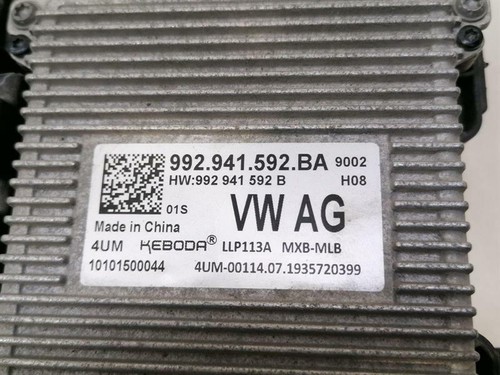 992.941.592.BA 9002
HW:992 941 592 B H08
01S VW AG
Made in China
4UM KEBODA® LLP113A MXB-MLB
10101500044 4UM-00114.07.1935720399